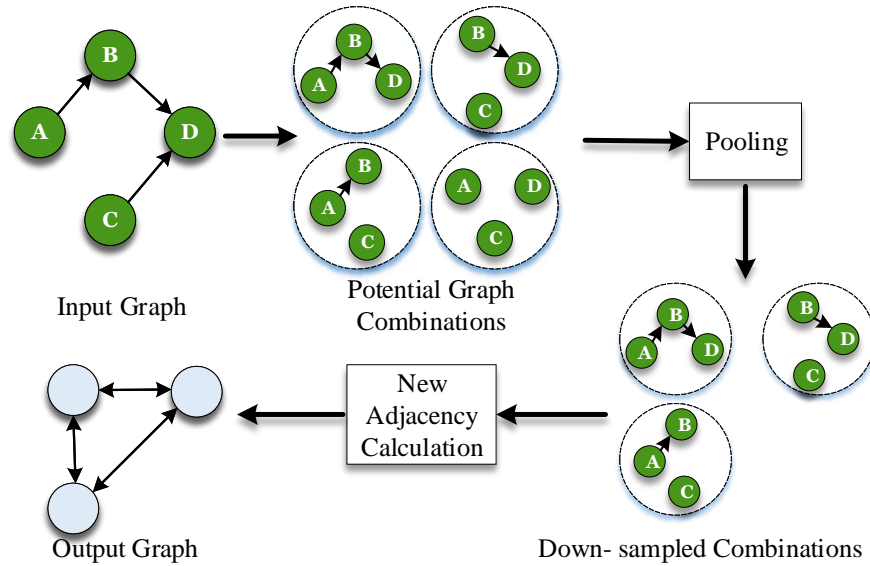 B
A
D
C
Input Graph
B
A
D
B
D
C
B
A
C
A
D
C
Potential Graph
Combinations
Pooling
B
A
D
B
D
C
B
A
C
Down- sampled Combinations
New
Adjacency
Calculation
Output Graph